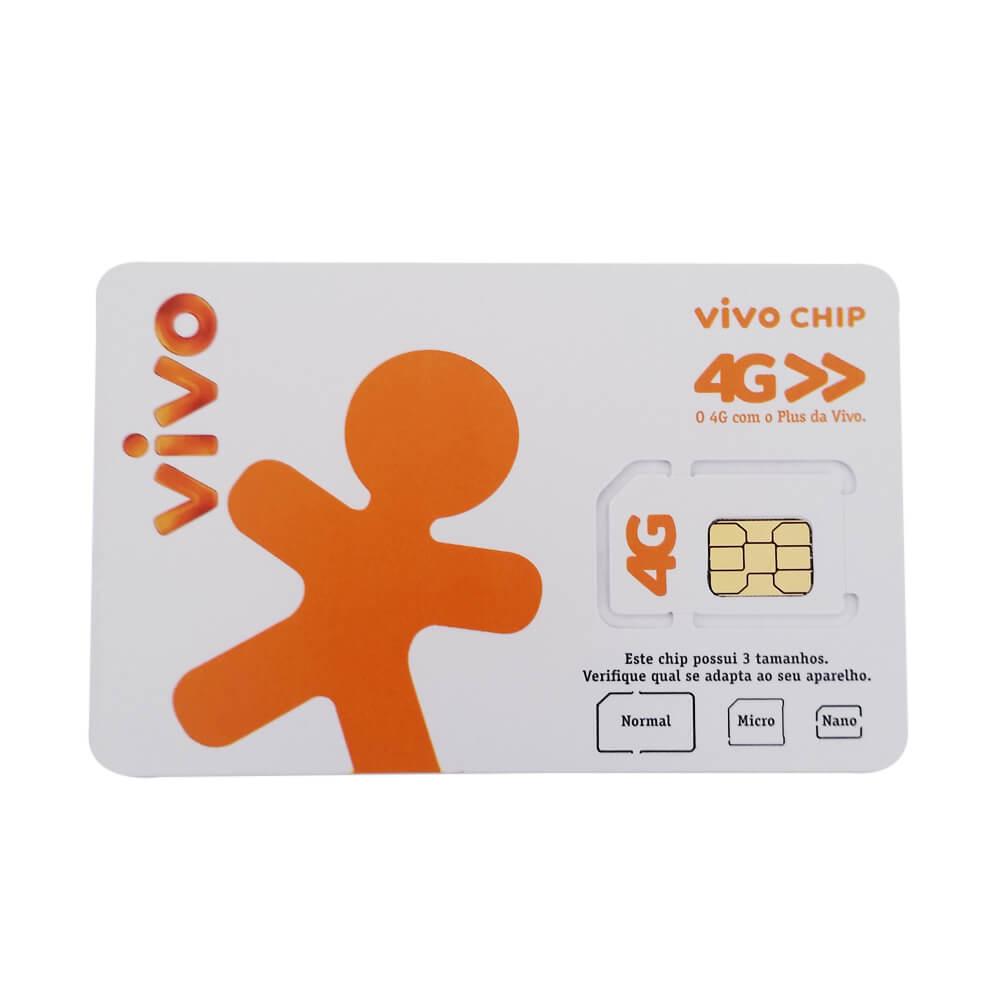 vivo
vivo CHIP
4G>>
O 4G com o Plus da Vivo.
4G
Este chip possui 3 tamanhos.
Verifique qual se adapta ao seu aparelho.
Normal
Micro
Nano